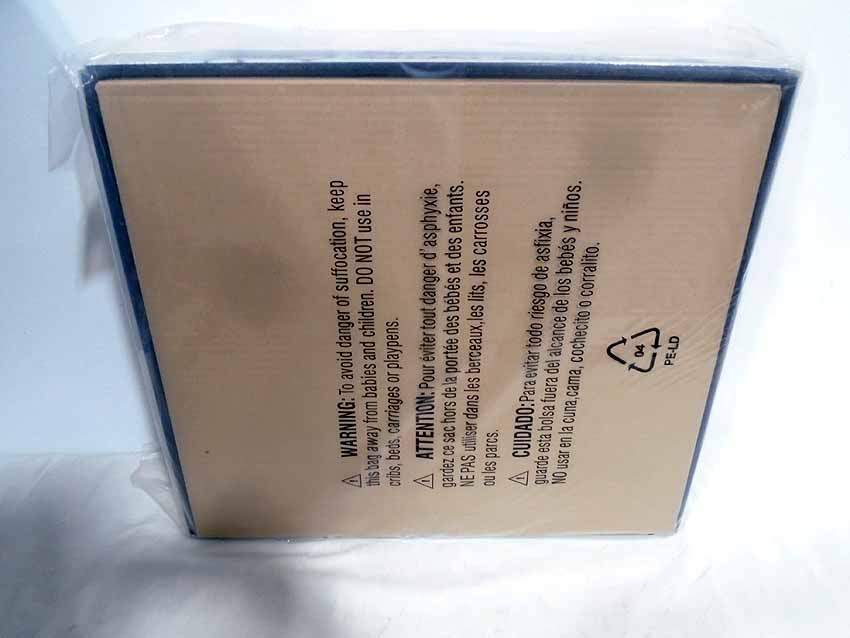 WARNING: To avoid danger of suffocation, keep
this bag away from babies and children. DO NOT use in
cribs, beds, carrriages or playpens.
ATTENTION: Pour éviter tout danger d'asphyxie,
gardez ce sac hors de la portée des bébés et des enfants.
NE PAS utiliser dans les berceaux,les lits, les carrosses
ou les parcs.
CUIDADO: Para evitar todo riesgo de asfixia,
guarde esta bolsa fuera del alcance de los bebés y niños.
NO usar en la cuna,cama, cochecito o corralito.
04
PE-LD